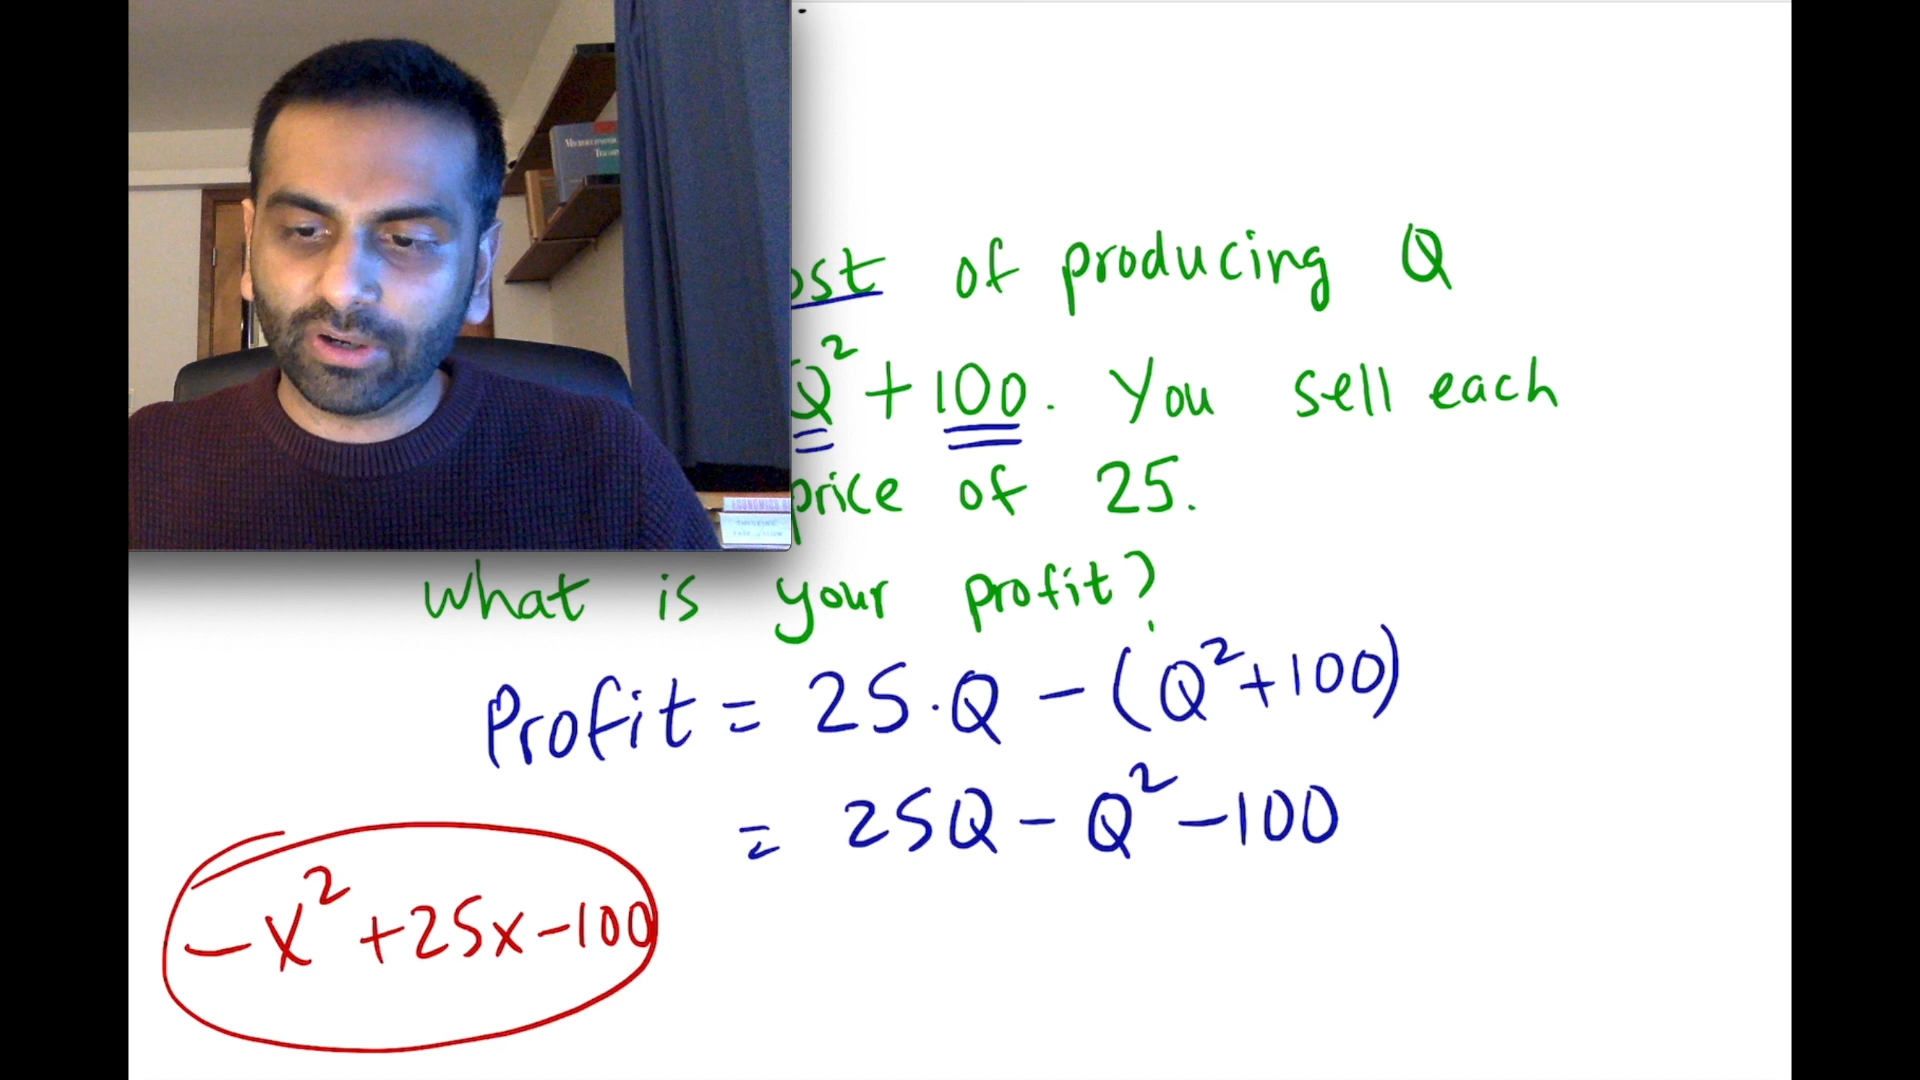 of producing Q
Q² + 100. You sell each
price of 25.
What is your profit?
Profit = 25·Q − (Q²+100)
= 25Q − Q² − 100
−x² + 25x − 100